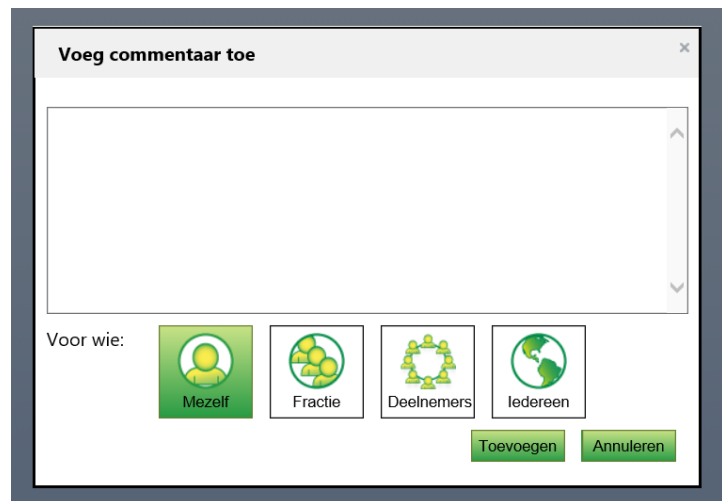 Voeg commentaar toe
Voor wie:
Mezelf
Fractie
Deelnemers
Iedereen
Toevoegen
Annuleren